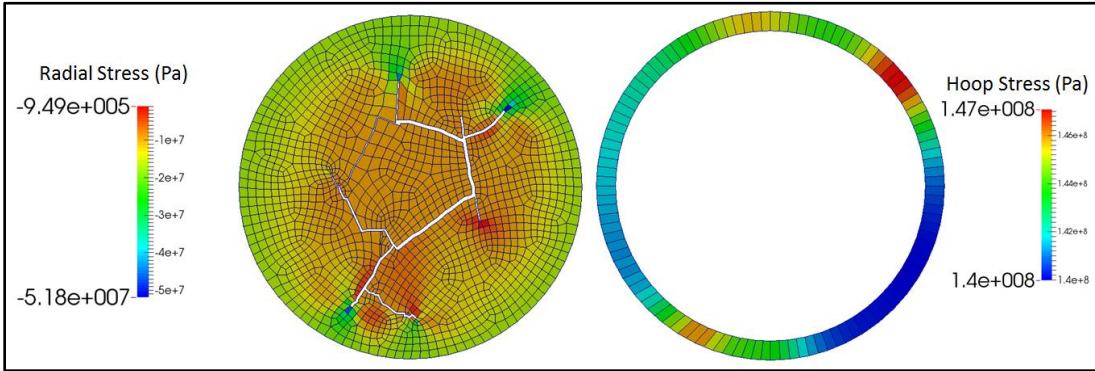 Radial Stress (Pa)
-9.49e+005
-1e+7
-2e+7
-3e+7
-4e+7
-5e+7
-5.18e+007
Hoop Stress (Pa)
1.47e+008
1.46e+8
1.44e+8
1.42e+8
1.4e+8
1.4e+008